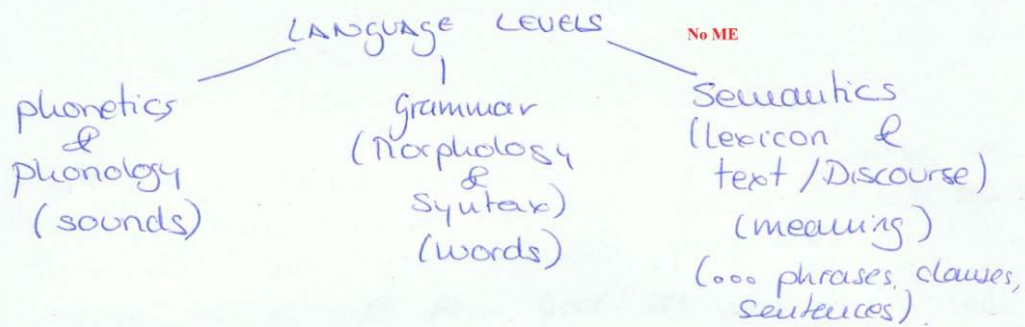 LANGUAGE LEVELS
No ME
phonetics
&
phonology
(sounds)
Grammar
(Morphology
&
Syntax)
(words)
Semantics
(lexicon &
text / Discourse)
(meaning)
(... phrases, clauses,
sentences)